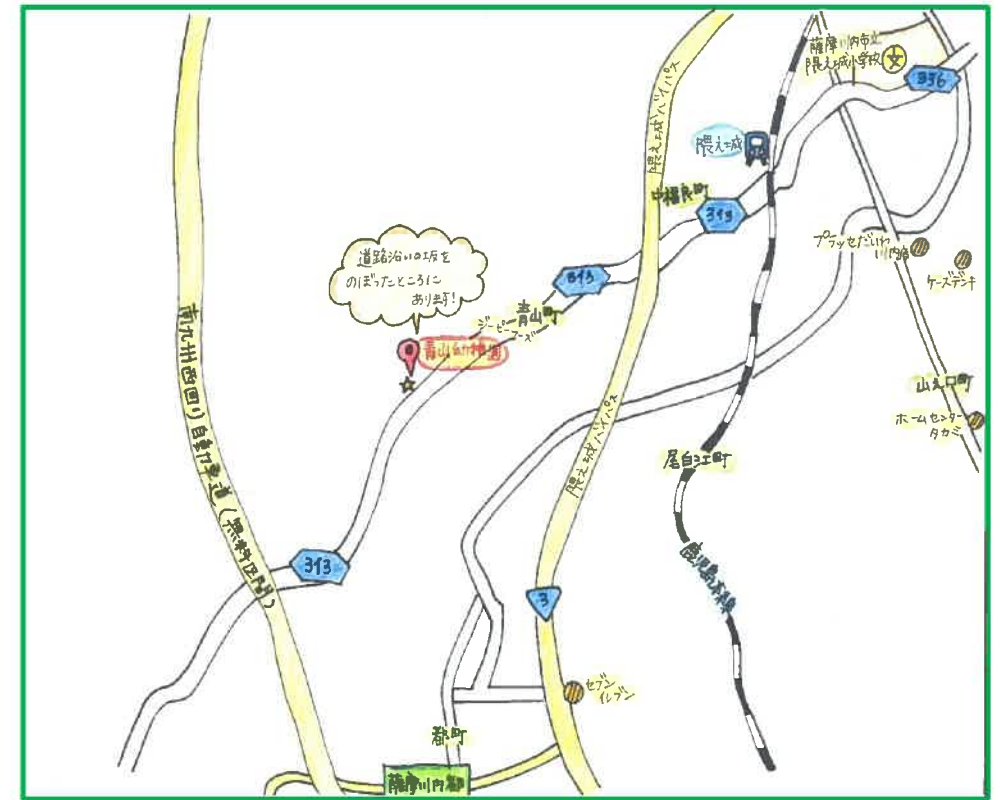 薩摩川内市立
隈之城小学校
文
336
隈之城バイパス
隈之城
中福良町
313
プラッセだいわ
川内店
ケーズデンキ
道路沿いの坂を
のぼったところに
あります!
313
青山町
ジーピーフーズ
青山幼稚園
南九州西回り自動車道(無料区間)
山之口町
ホームセンター
タカミ
隈之城バイパス
尾白江町
鹿児島本線
313
3
セブン
イレブン
都町
薩摩川内都